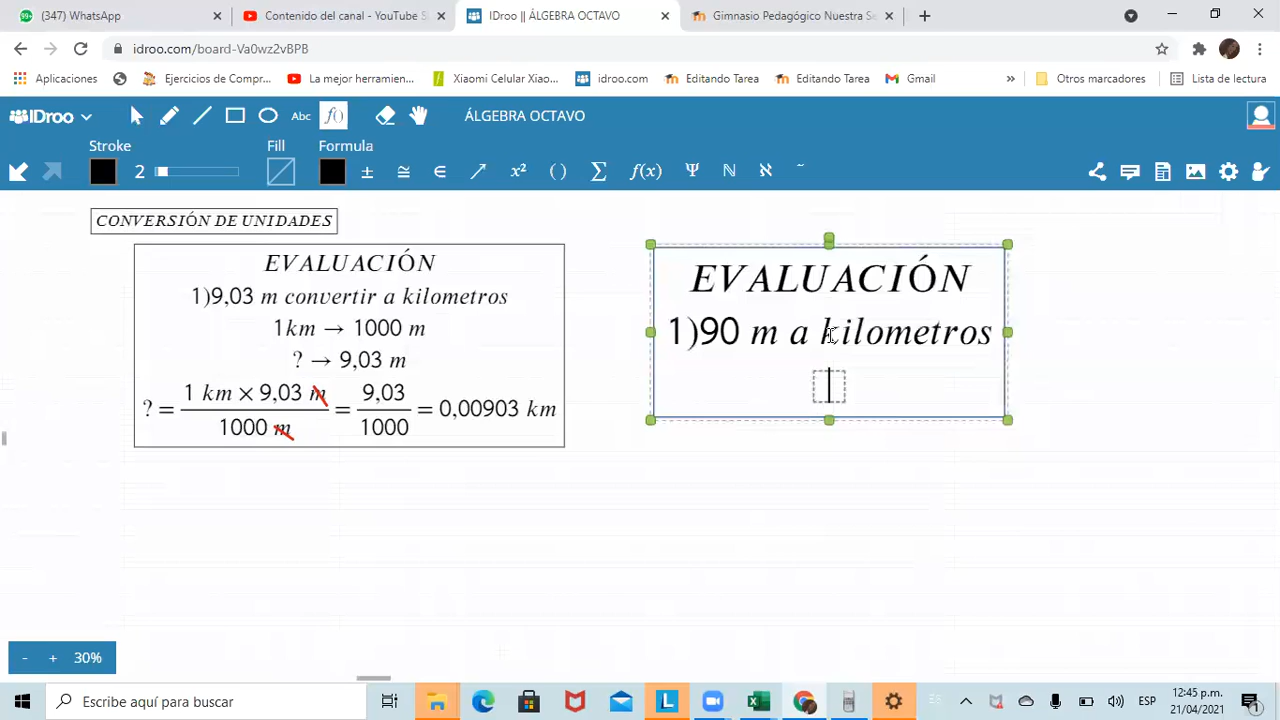 (347) WhatsApp
Contenido del canal - YouTube S
IDroo || ÁLGEBRA OCTAVO
Gimnasio Pedagógico Nuestra Se
idroo.com/board-Va0wz2vBPB
Aplicaciones
Ejercicios de Compr...
La mejor herramien...
Xiaomi Celular Xiao...
idroo.com
Editando Tarea
Editando Tarea
Gmail
»
Otros marcadores
Lista de lectura
IDroo
Abc
f()
ÁLGEBRA OCTAVO
Stroke
Fill
Formula
2
± ≅ ∈ x² ( ) ∑ f(x) Ψ ℕ ℵ
CONVERSIÓN DE UNIDADES
EVALUACIÓN
1)9,03 m convertir a kilometros
1km → 1000 m
? → 9,03 m
? = 1 km × 9,03 m / 1000 m = 9,03 / 1000 = 0,00903 km
EVALUACIÓN
1)90 m a kilometros
- + 30%
Escribe aquí para buscar
ESP
12:45 p.m.
21/04/2021